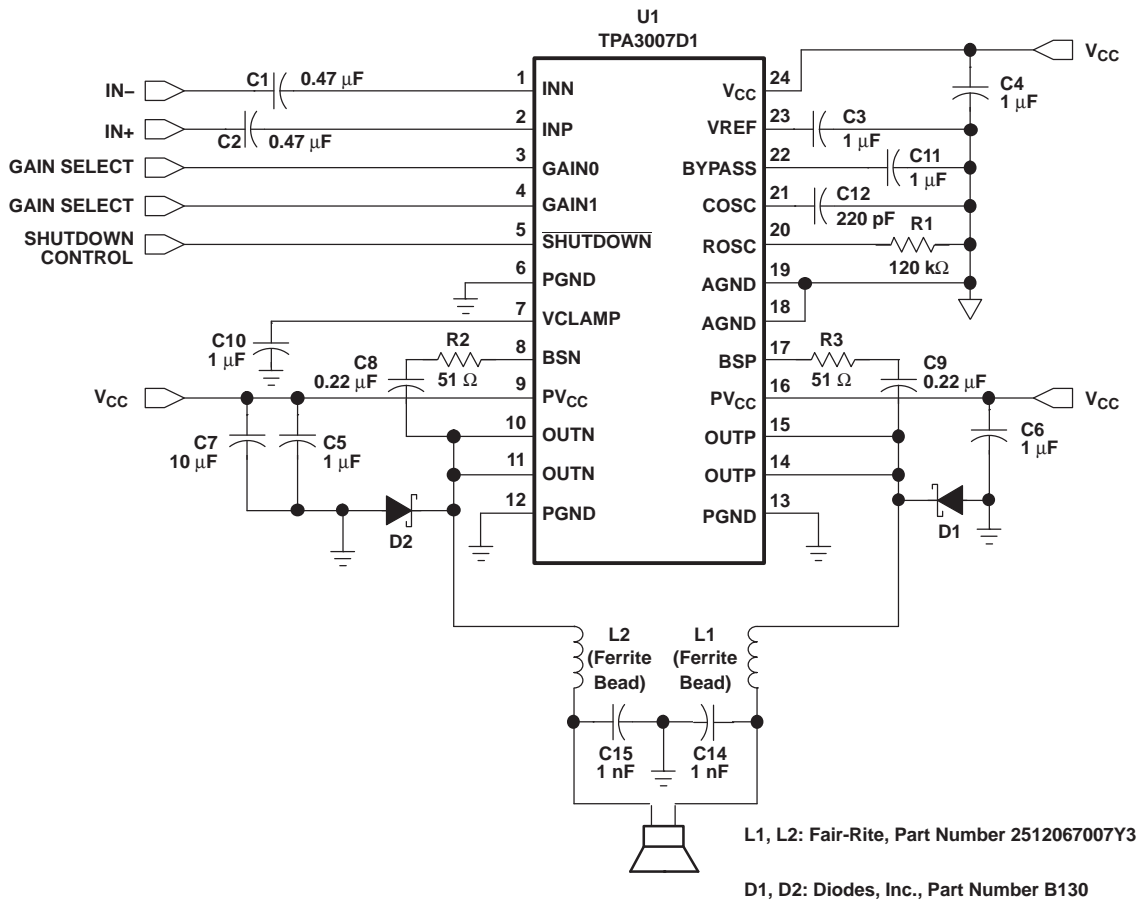 U1
TPA3007D1
IN–
C1
0.47 μF
1
INN
IN+
C2
0.47 μF
2
INP
GAIN SELECT
3
GAIN0
GAIN SELECT
4
GAIN1
SHUTDOWN
CONTROL
5
SHUTDOWN
6
PGND
7
VCLAMP
C10
1 μF
C8
0.22 μF
R2
51 Ω
8
BSN
VCC
9
PVCC
C7
10 μF
C5
1 μF
10
OUTN
11
OUTN
12
PGND
D2
24
VCC
VCC
C4
1 μF
23
VREF
C3
1 μF
22
BYPASS
C11
1 μF
21
COSC
C12
220 pF
20
ROSC
R1
120 kΩ
19
AGND
18
AGND
17
BSP
R3
51 Ω
C9
0.22 μF
16
PVCC
VCC
C6
1 μF
15
OUTP
14
OUTP
13
PGND
D1
L2
(Ferrite
Bead)
L1
(Ferrite
Bead)
C15
1 nF
C14
1 nF
L1, L2: Fair-Rite, Part Number 2512067007Y3
D1, D2: Diodes, Inc., Part Number B130